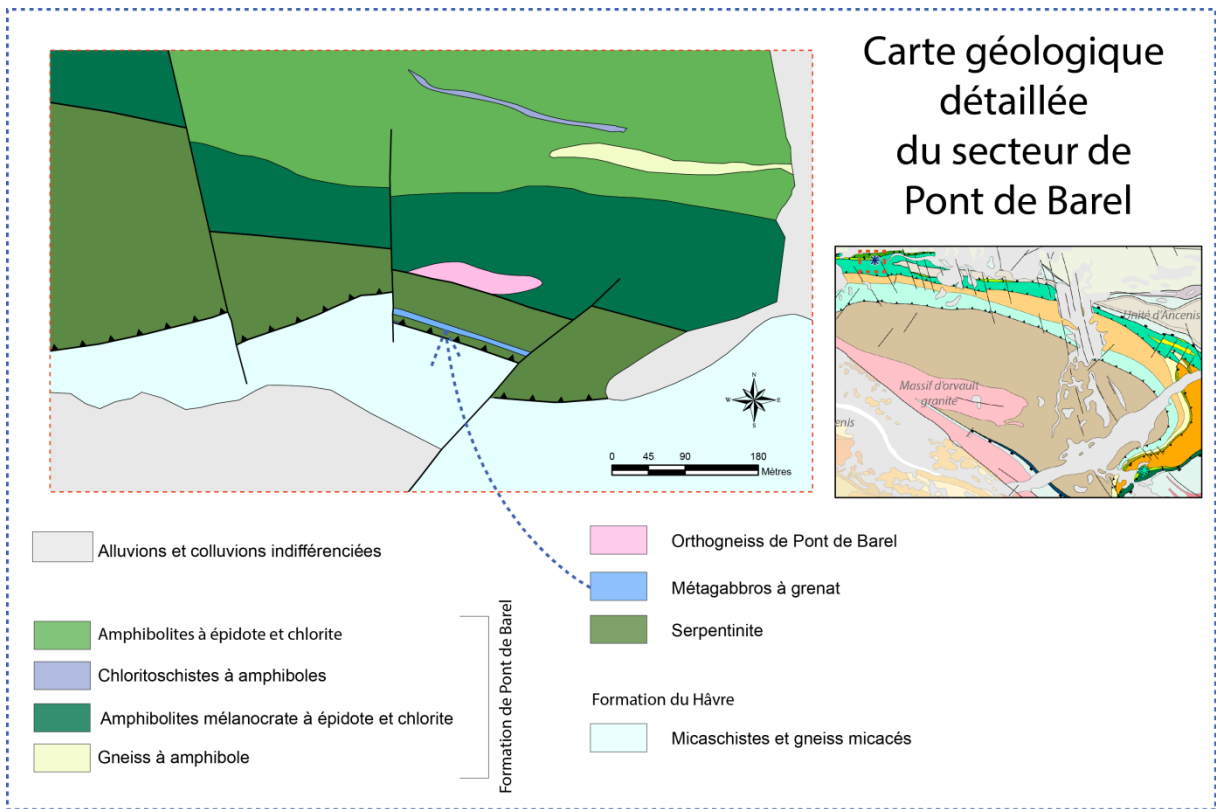 Carte géologique
détaillée
du secteur de
Pont de Barel
N
W
E
S
0 45 90 180
Mètres
Unité d'Ancenis
Massif d'orvault
granite
enis
Alluvions et colluvions indifférenciées
Amphibolites à épidote et chlorite
Chloritoschistes à amphiboles
Amphibolites mélanocrate à épidote et chlorite
Gneiss à amphibole
Formation de Pont de Barel
Orthogneiss de Pont de Barel
Métagabbros à grenat
Serpentinite
Formation du Hâvre
Micaschistes et gneiss micacés